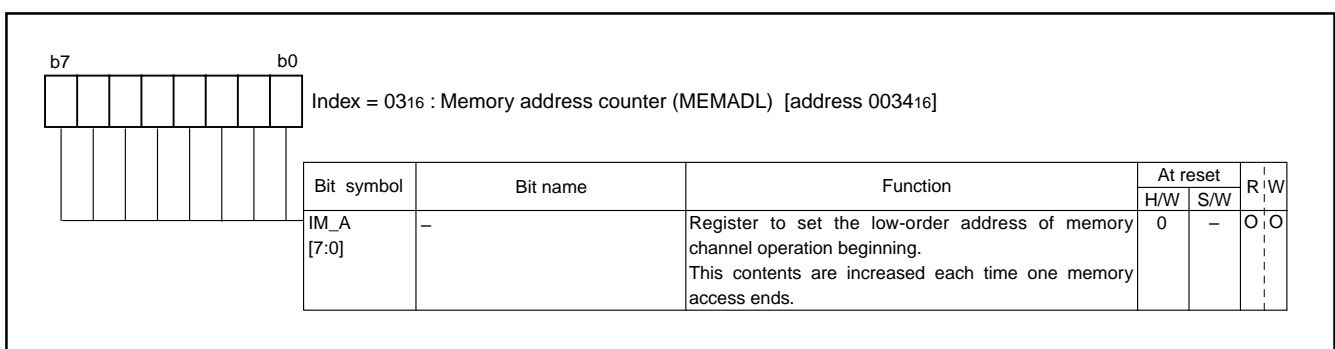 b7 b0
Index = 0316 : Memory address counter (MEMADL) [address 003416]
Bit symbol Bit name Function At reset R W
H/W S/W
IM_A – Register to set the low-order address of memory 0 – O O
[7:0] channel operation beginning.
This contents are increased each time one memory
access ends.